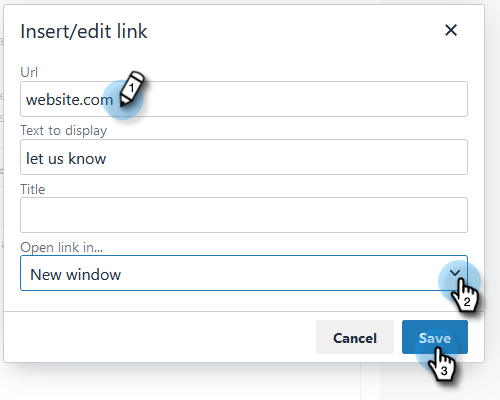 Insert/edit link
Url
website.com
1
Text to display
let us know
Title
Open link in...
New window
2
Cancel
Save
3